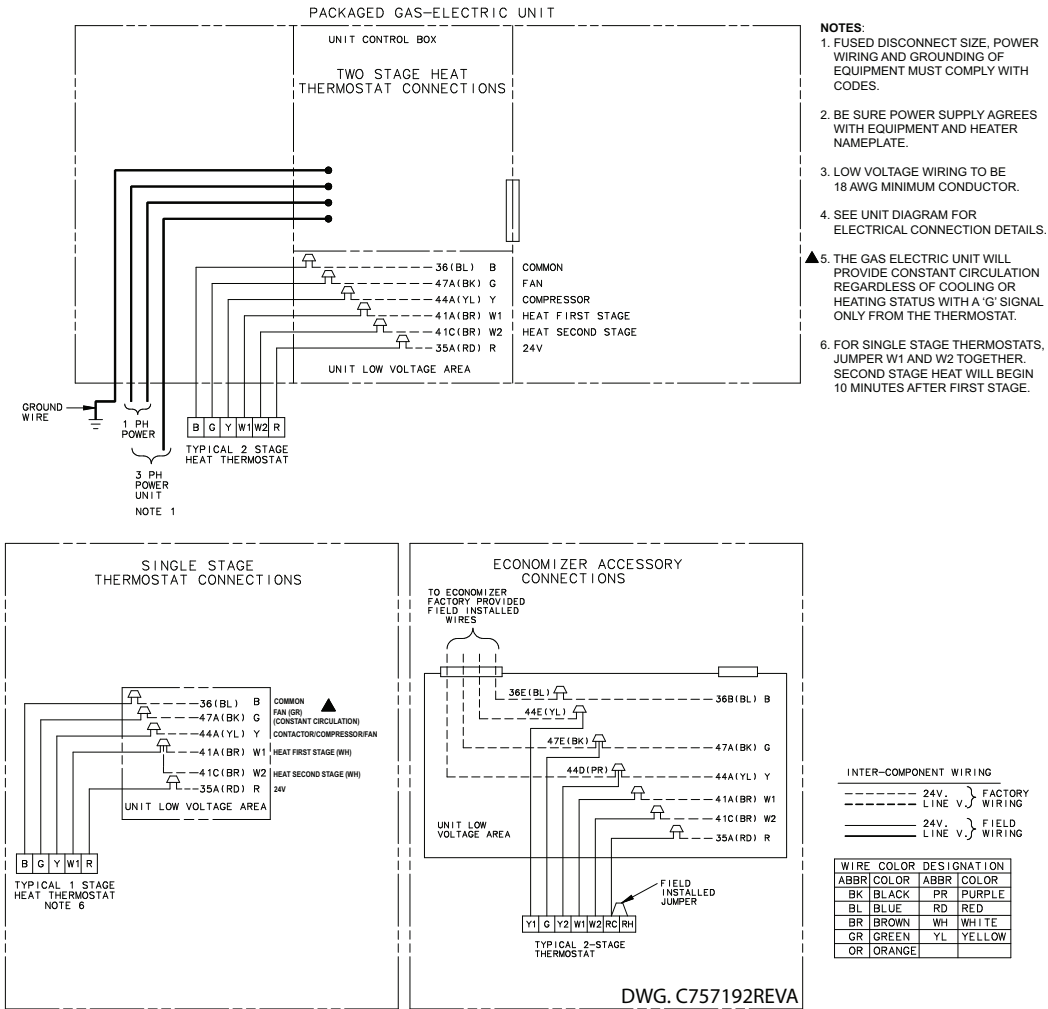 PACKAGED GAS-ELECTRIC UNIT
UNIT CONTROL BOX
TWO STAGE HEAT
THERMOSTAT CONNECTIONS
36(BL) B COMMON
47A(BK) G FAN
44A(YL) Y COMPRESSOR
41A(BR) W1 HEAT FIRST STAGE
41C(BR) W2 HEAT SECOND STAGE
35A(RD) R 24V
UNIT LOW VOLTAGE AREA
GROUND
WIRE
1 PH
POWER
3 PH
POWER
UNIT
NOTE 1
B G Y W1 W2 R
TYPICAL 2 STAGE
HEAT THERMOSTAT
NOTES:
1. FUSED DISCONNECT SIZE, POWER
WIRING AND GROUNDING OF
EQUIPMENT MUST COMPLY WITH
CODES.
2. BE SURE POWER SUPPLY AGREES
WITH EQUIPMENT AND HEATER
NAMEPLATE.
3. LOW VOLTAGE WIRING TO BE
18 AWG MINIMUM CONDUCTOR.
4. SEE UNIT DIAGRAM FOR
ELECTRICAL CONNECTION DETAILS.
5. THE GAS ELECTRIC UNIT WILL
PROVIDE CONSTANT CIRCULATION
REGARDLESS OF COOLING OR
HEATING STATUS WITH A 'G' SIGNAL
ONLY FROM THE THERMOSTAT.
6. FOR SINGLE STAGE THERMOSTATS,
JUMPER W1 AND W2 TOGETHER.
SECOND STAGE HEAT WILL BEGIN
10 MINUTES AFTER FIRST STAGE.
SINGLE STAGE
THERMOSTAT CONNECTIONS
36(BL) B COMMON
47A(BK) G FAN (GR)
(CONSTANT CIRCULATION)
44A(YL) Y CONTACTOR/COMPRESSOR/FAN
41A(BR) W1 HEAT FIRST STAGE (WH)
41C(BR) W2 HEAT SECOND STAGE (WH)
35A(RD) R 24V
UNIT LOW VOLTAGE AREA
B G Y W1 R
TYPICAL 1 STAGE
HEAT THERMOSTAT
NOTE 6
ECONOMIZER ACCESSORY
CONNECTIONS
TO ECONOMIZER
FACTORY PROVIDED
FIELD INSTALLED
WIRES
36E(BL) 36B(BL) B
44E(YL)
47E(BK) 47A(BK) G
44D(PR) 44A(YL) Y
41A(BR) W1
41C(BR) W2
35A(RD) R
UNIT LOW
VOLTAGE AREA
FIELD
INSTALLED
JUMPER
Y1 G Y2 W1 W2 RC RH
TYPICAL 2-STAGE
THERMOSTAT
DWG. C757192REVA
INTER-COMPONENT WIRING
24V. FACTORY
LINE V. WIRING
24V. FIELD
LINE V. WIRING
WIRE COLOR DESIGNATION
ABBR COLOR ABBR COLOR
BK BLACK PR PURPLE
BL BLUE RD RED
BR BROWN WH WHITE
GR GREEN YL YELLOW
OR ORANGE